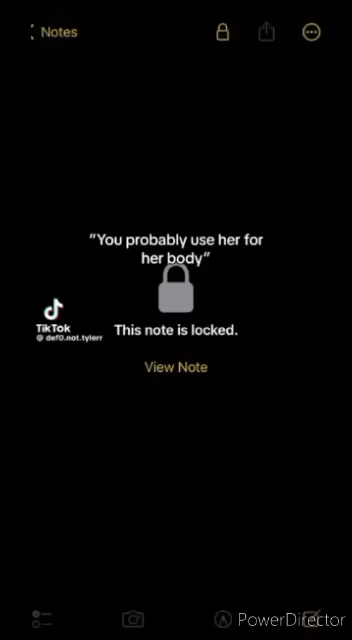 Notes
"You probably use her for
her body"
TikTok
@ def0.not.tylerr
This note is locked.
View Note
PowerDirector